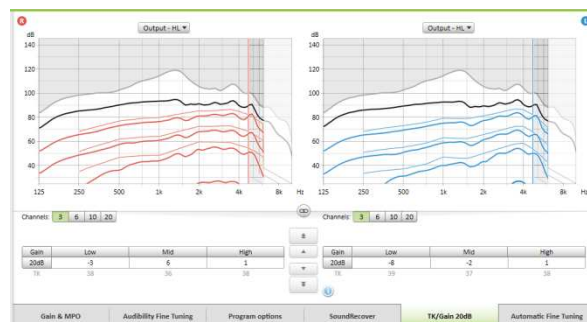 R
L
Output - HL
Output - HL
dB
dB
140
140
120
120
100
100
80
80
60
60
40
40
125 250 500 1k 2k 4k 8k Hz
125 250 500 1k 2k 4k 8k Hz
Channels: 3 6 10 20
Channels: 3 6 10 20
Gain Low Mid High
20dB -3 6 1
TK 38 36 38
Gain Low Mid High
20dB -8 -2 1
TK 39 37 38
Gain & MPO Audibility Fine Tuning Program options SoundRecover TK/Gain 20dB Automatic Fine Tuning